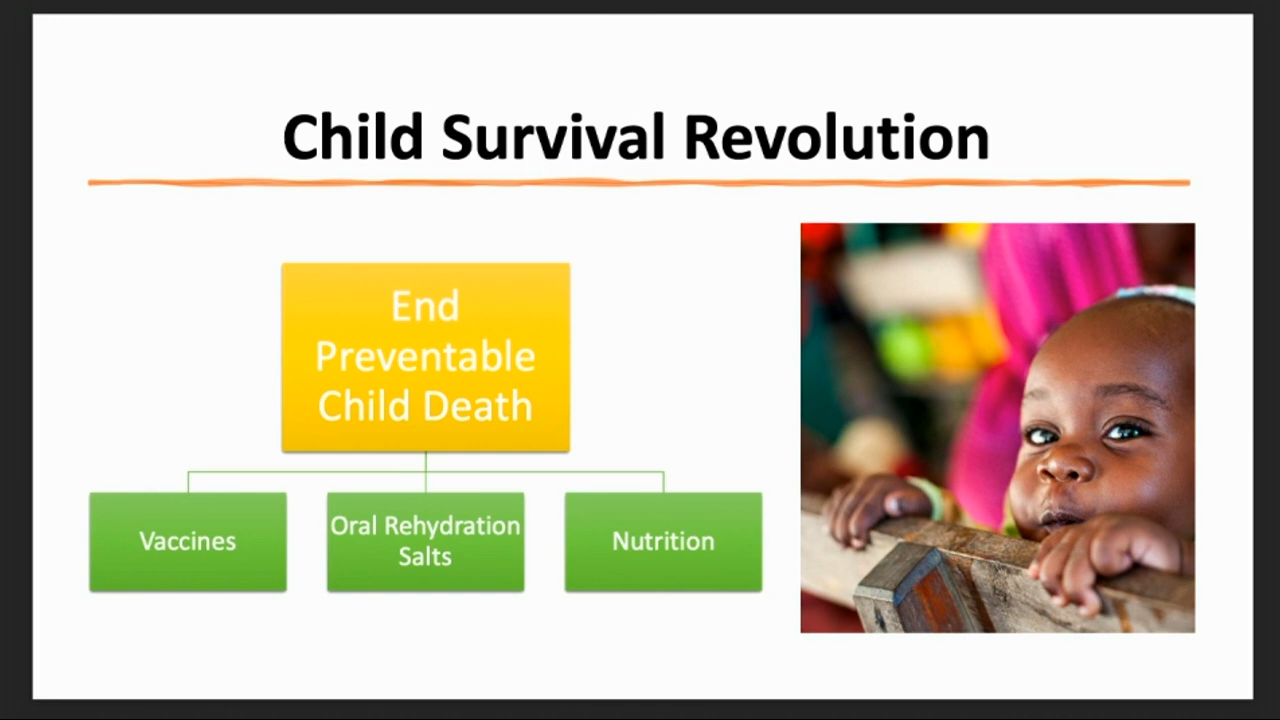 Child Survival Revolution
End
Preventable
Child Death
Vaccines
Oral Rehydration
Salts
Nutrition